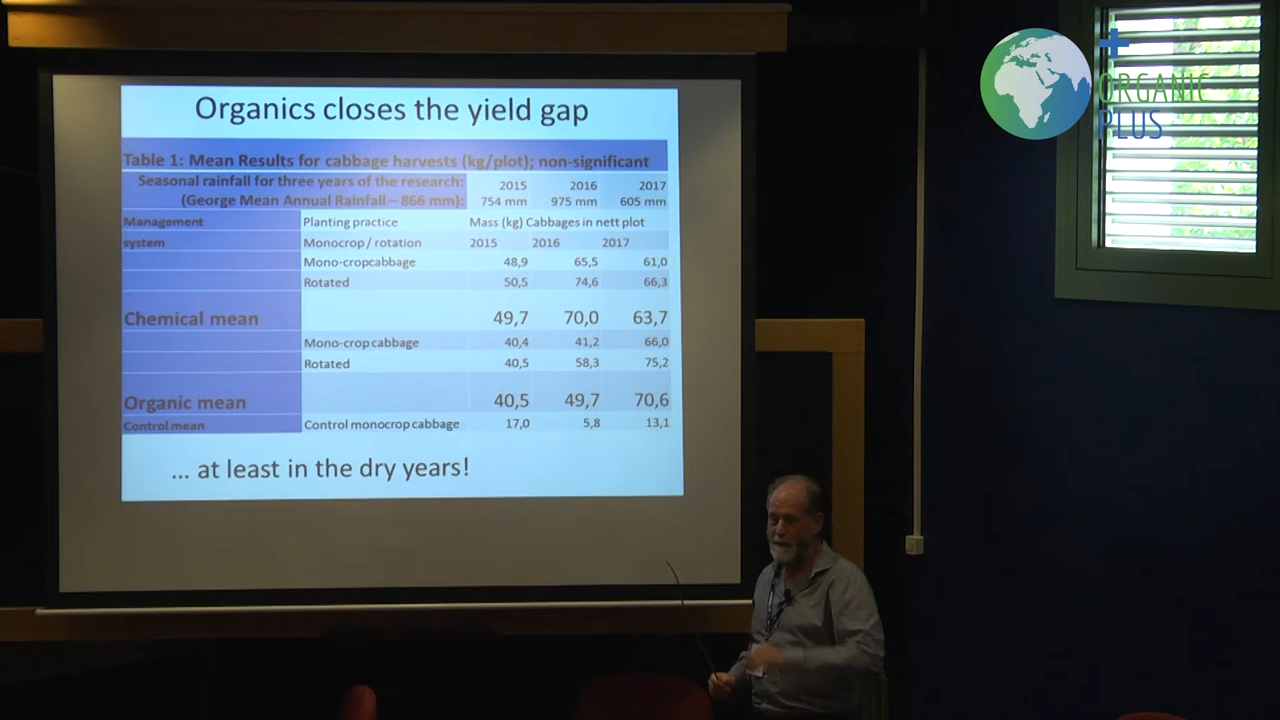 Organics closes the yield gap
Table 1: Mean Results for cabbage harvests (kg/plot); non-significant
Seasonal rainfall for three years of the research: 2015 2016 2017
(George Mean Annual Rainfall – 866 mm): 754 mm 975 mm 605 mm
Management Planting practice Mass (kg) Cabbages in nett plot
system Monocrop / rotation 2015 2016 2017
Mono-cropcabbage 48,9 65,5 61,0
Rotated 50,5 74,6 66,3
Chemical mean 49,7 70,0 63,7
Mono-crop cabbage 40,4 41,2 66,0
Rotated 40,5 58,3 75,2
Organic mean 40,5 49,7 70,6
Control mean Control monocrop cabbage 17,0 5,8 13,1
... at least in the dry years!
+
ORGANIC
PLUS